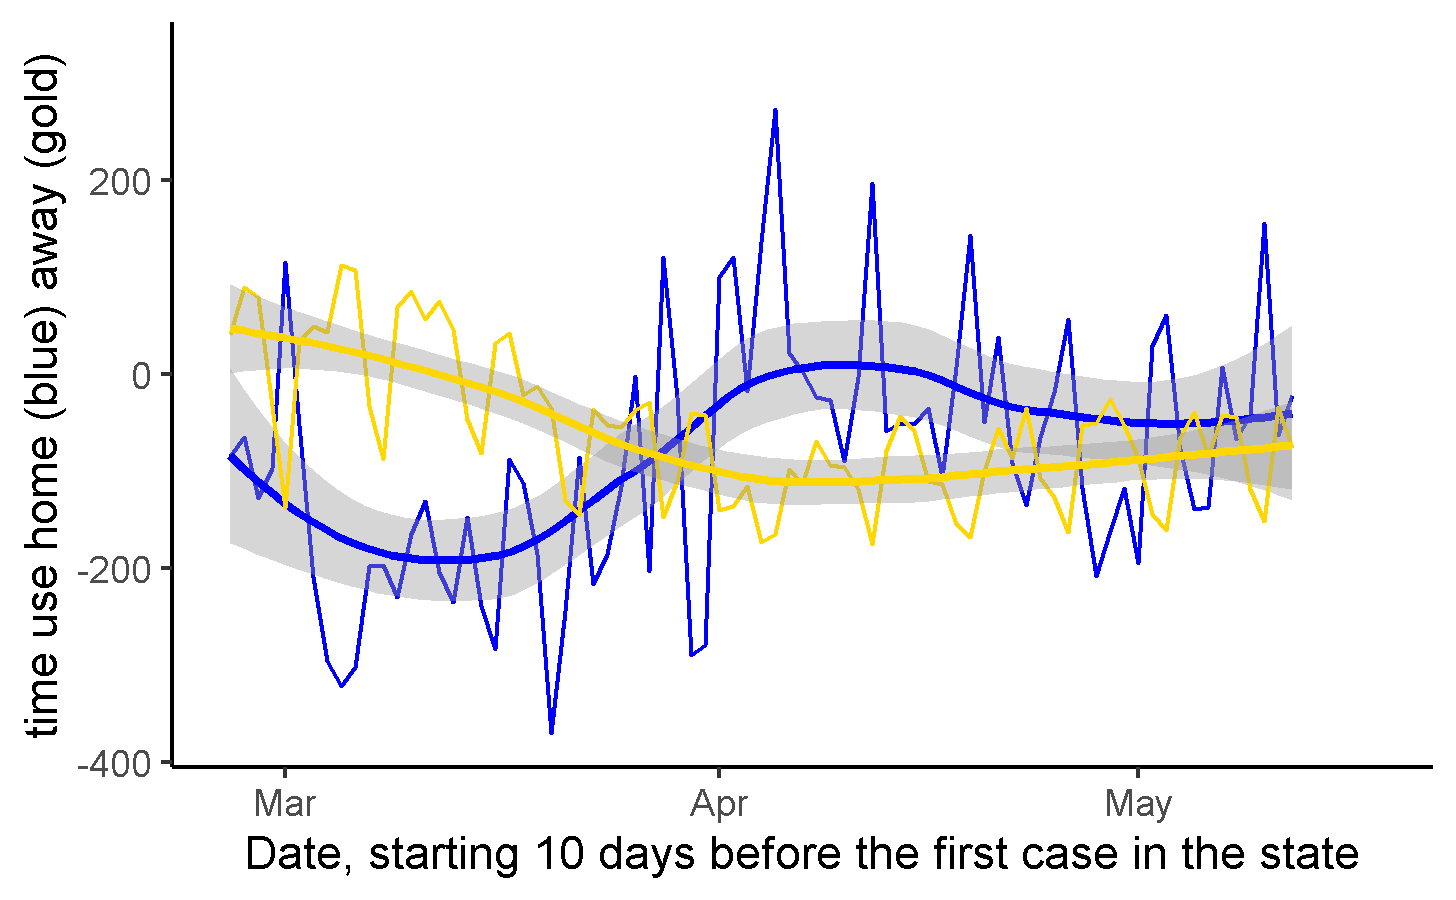 time use home (blue) away (gold)
200
0
-200
-400
Mar
Apr
May
Date, starting 10 days before the first case in the state